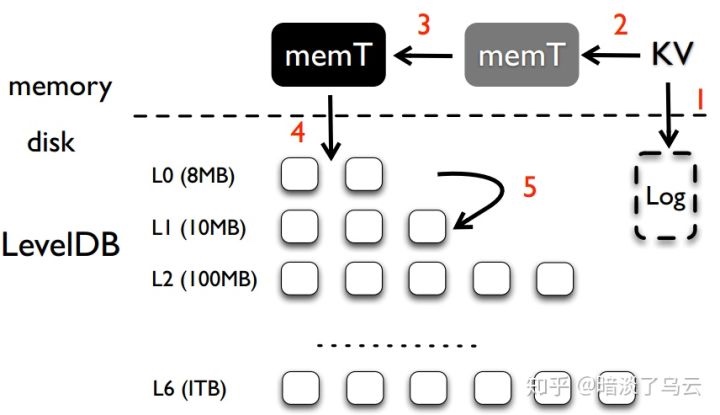 3
2
memT
memT
KV
memory
1
disk
4
L0 (8MB)
5
Log
L1 (10MB)
LevelDB
L2 (100MB)
L6 (1TB)
知乎 @暗淡了乌云